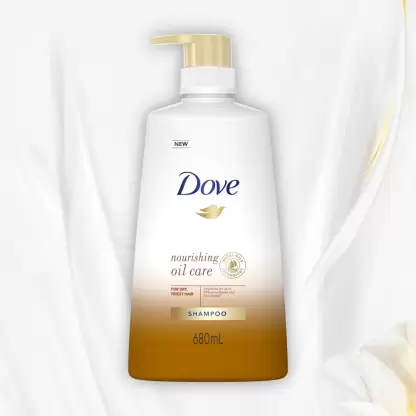 NEW
Dove
nourishing
oil care
FOR DRY,
FRIZZY HAIR
SHAMPOO
680mL